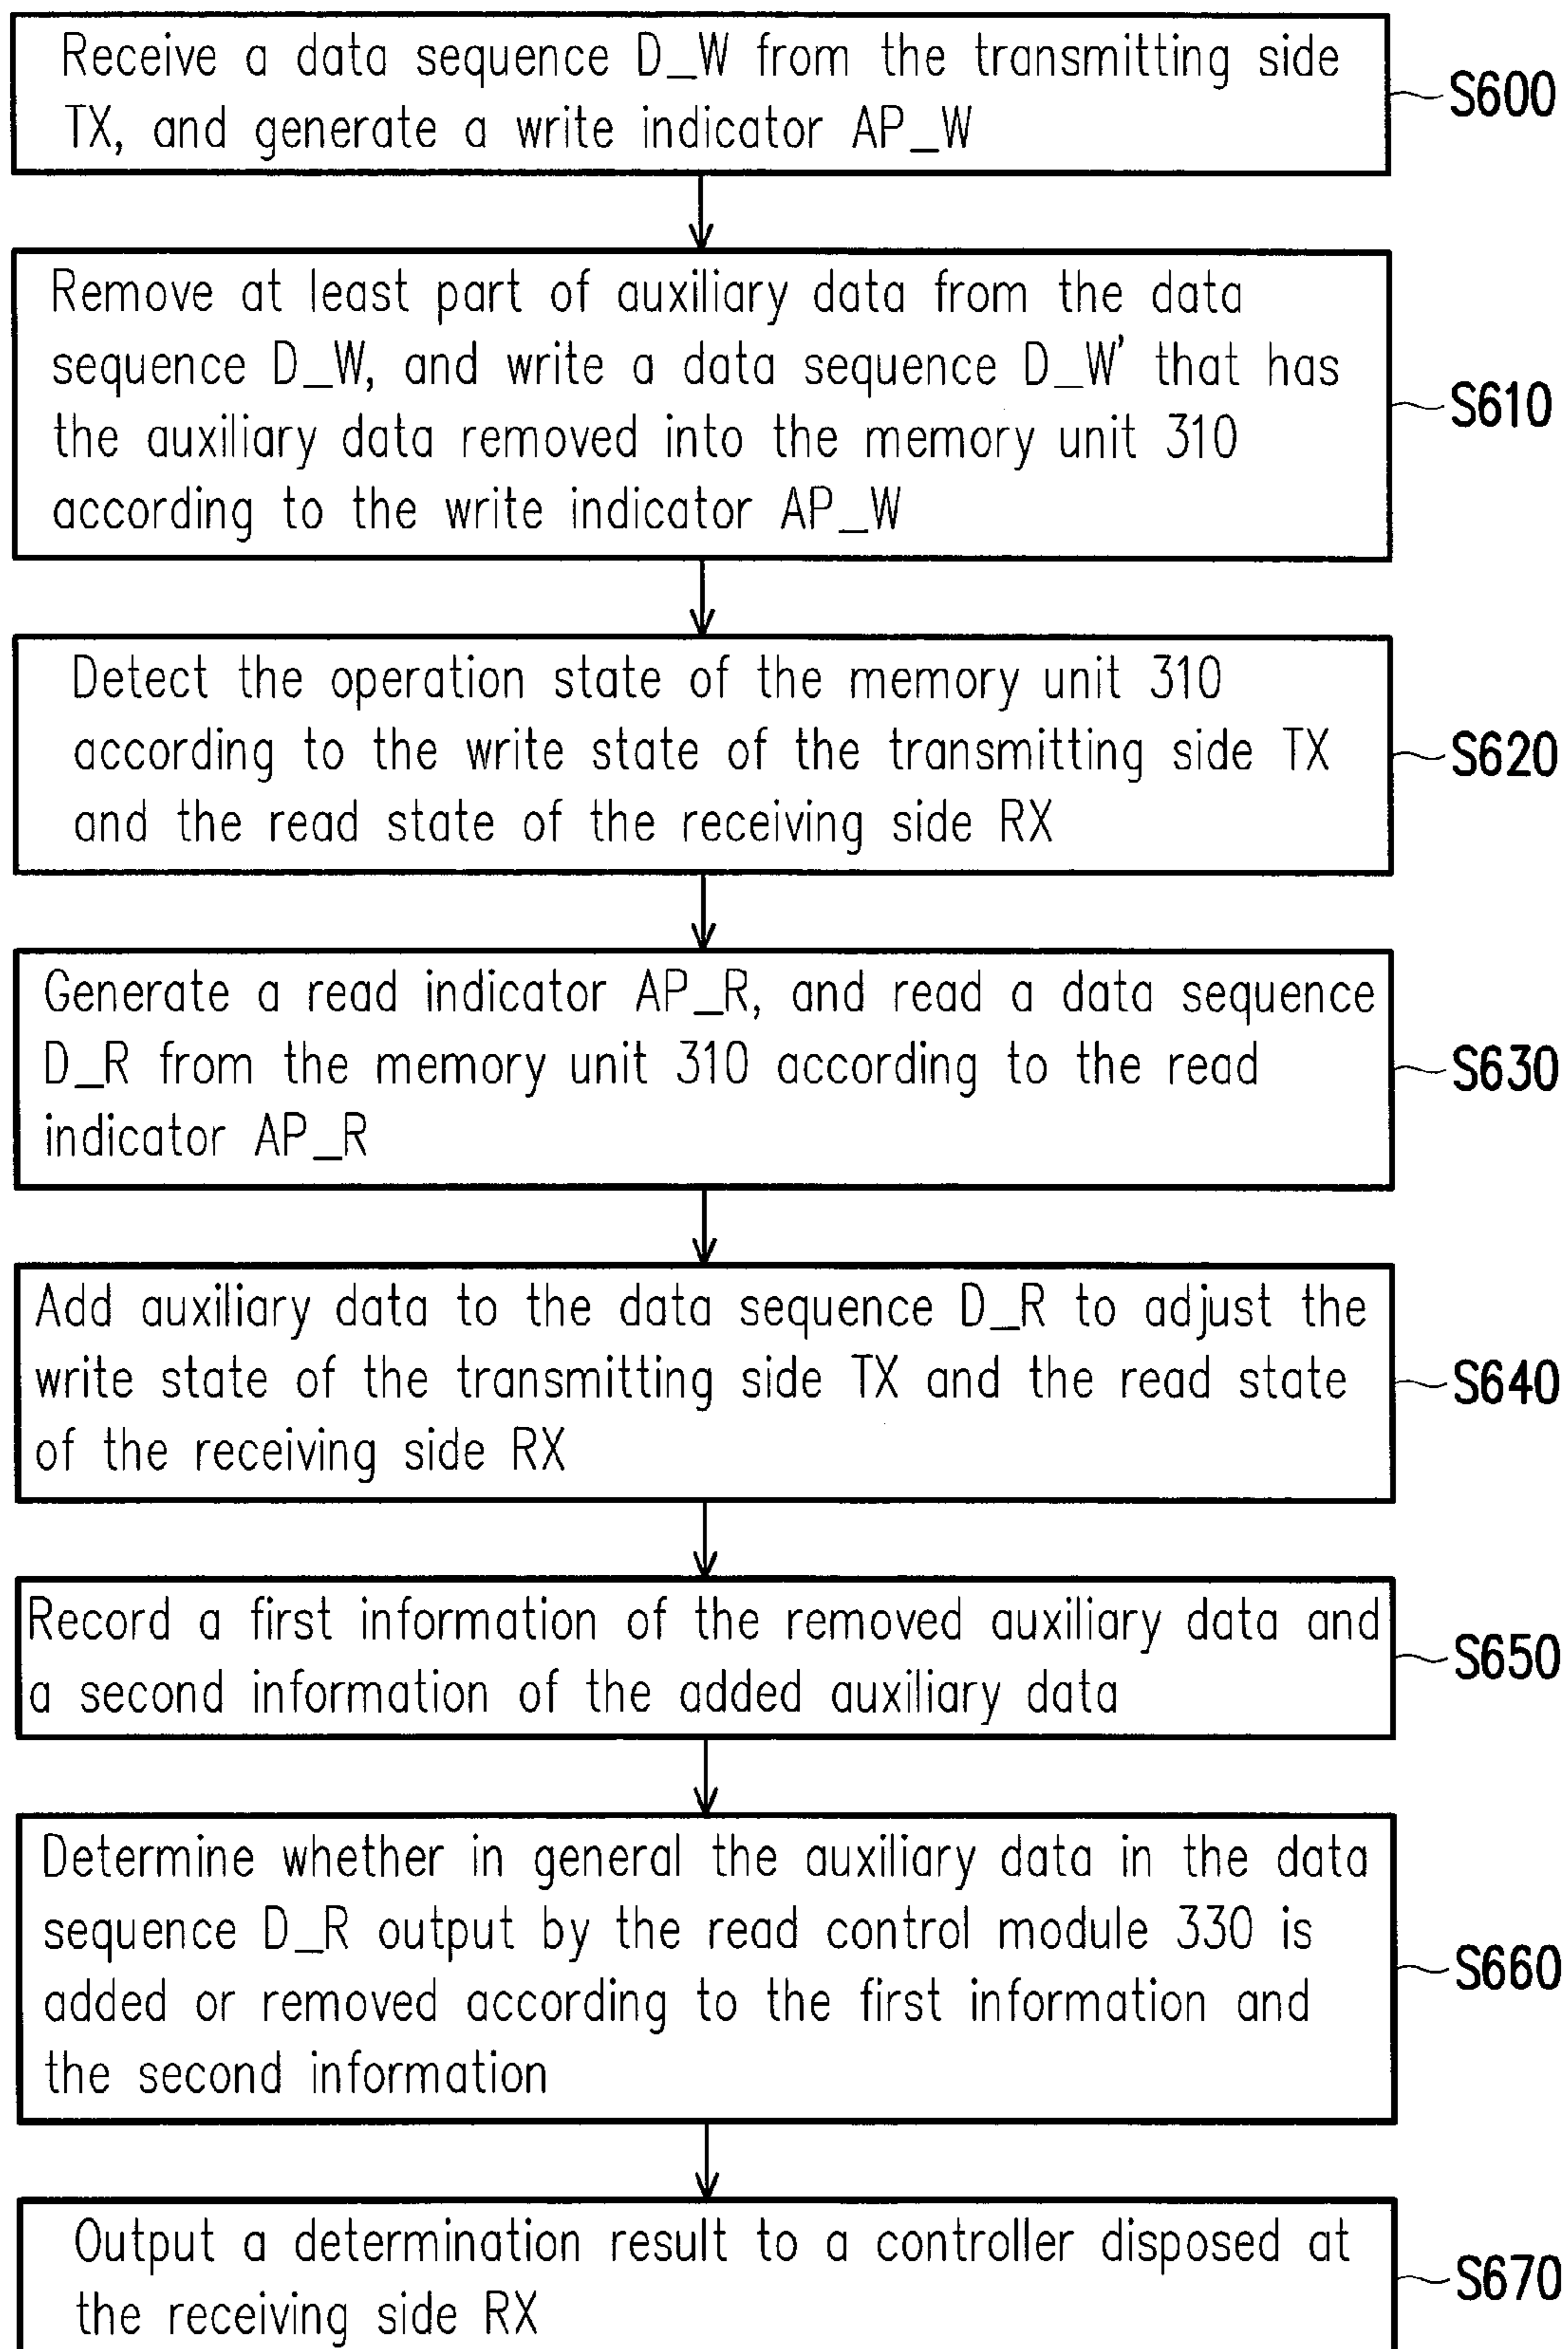 Receive a data sequence D_W from the transmitting side
TX, and generate a write indicator AP_W
S600
Remove at least part of auxiliary data from the data
sequence D_W, and write a data sequence D_W' that has
the auxiliary data removed into the memory unit 310
according to the write indicator AP_W
S610
Detect the operation state of the memory unit 310
according to the write state of the transmitting side TX
and the read state of the receiving side RX
S620
Generate a read indicator AP_R, and read a data sequence
D_R from the memory unit 310 according to the read
indicator AP_R
S630
Add auxiliary data to the data sequence D_R to adjust the
write state of the transmitting side TX and the read state
of the receiving side RX
S640
Record a first information of the removed auxiliary data and
a second information of the added auxiliary data
S650
Determine whether in general the auxiliary data in the data
sequence D_R output by the read control module 330 is
added or removed according to the first information and
the second information
S660
Output a determination result to a controller disposed at
the receiving side RX
S670